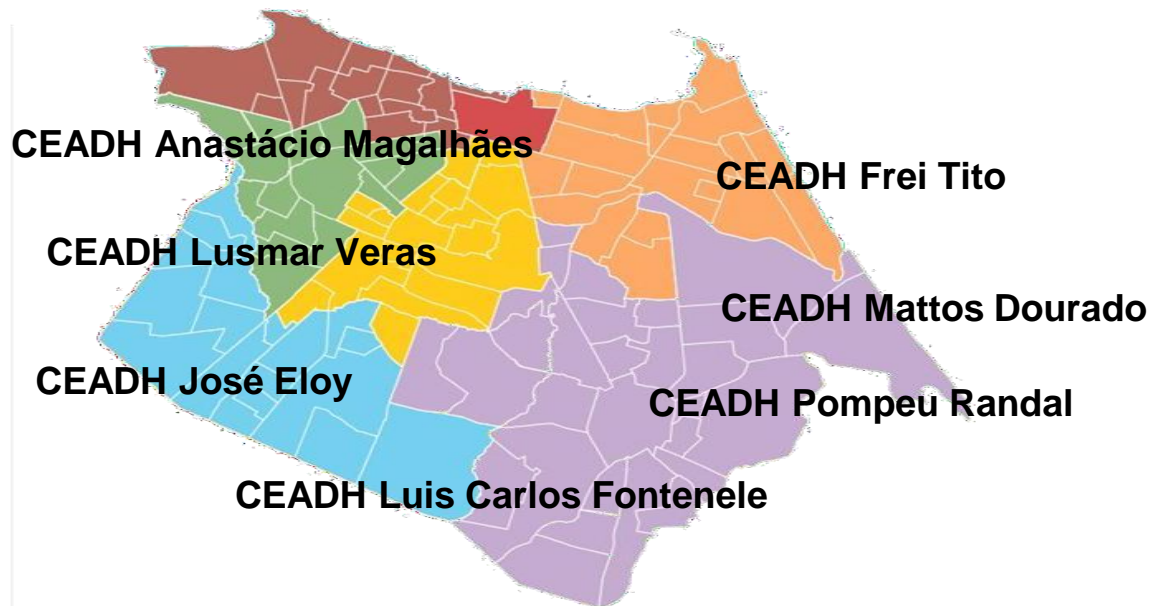 CEADH Anastácio Magalhães
CEADH Frei Tito
CEADH Lusmar Veras
CEADH Mattos Dourado
CEADH José Eloy
CEADH Pompeu Randal
CEADH Luis Carlos Fontenele